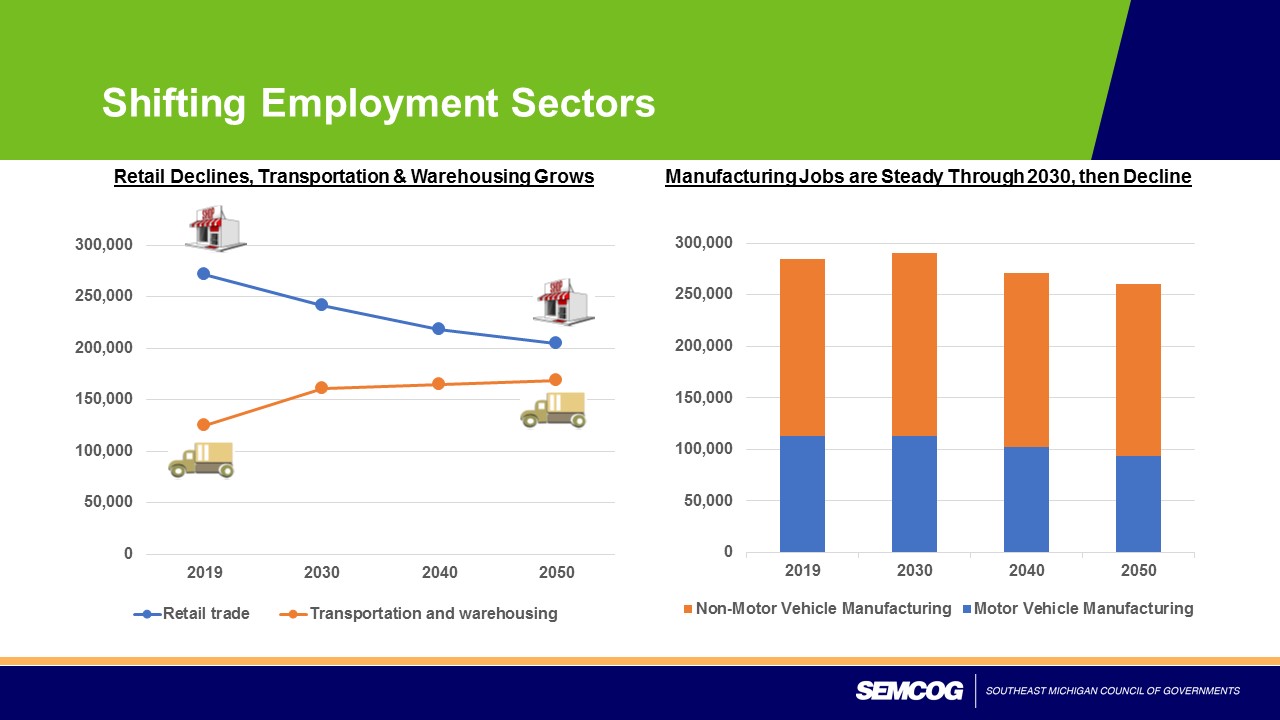 Shifting Employment Sectors
Retail Declines, Transportation & Warehousing Grows
300,000
250,000
200,000
150,000
100,000
50,000
0
2019 2030 2040 2050
SHOP
SHOP
Retail trade Transportation and warehousing
Manufacturing Jobs are Steady Through 2030, then Decline
300,000
250,000
200,000
150,000
100,000
50,000
0
2019 2030 2040 2050
Non-Motor Vehicle Manufacturing Motor Vehicle Manufacturing
SEMCOG SOUTHEAST MICHIGAN COUNCIL OF GOVERNMENTS